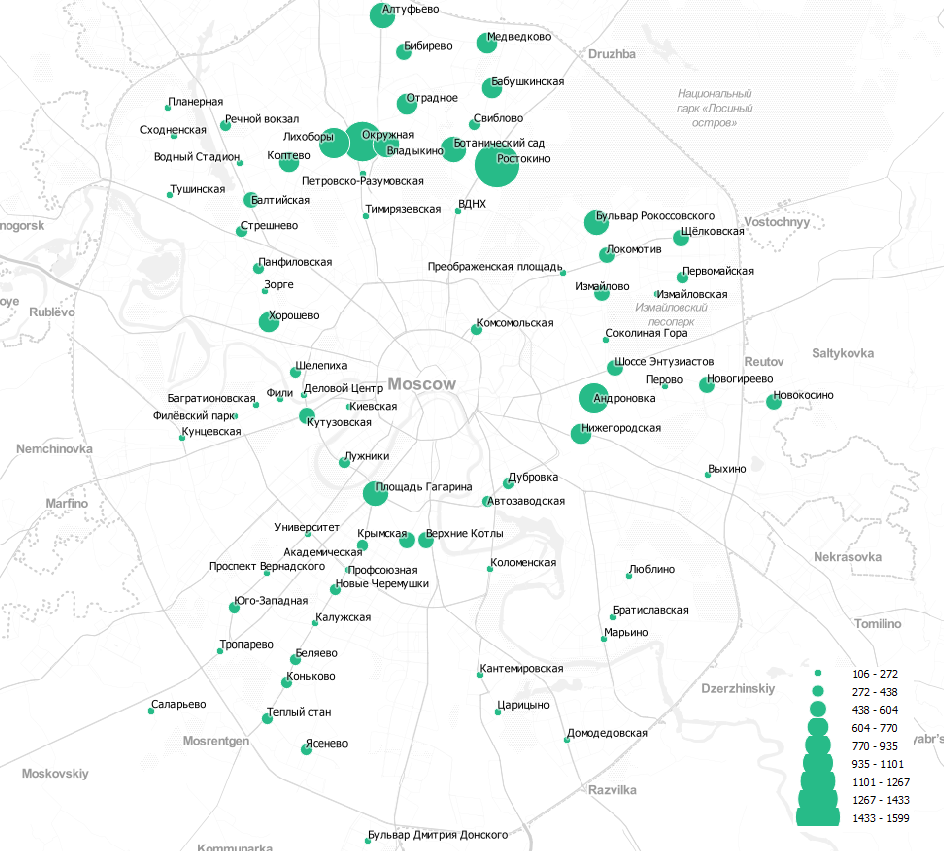 Алтуфьево
Медведково
Бибирево
Druzhba
Бабушкинская
Национальный
парк «Лосиный
остров»
Отрадное
Планерная
Речной вокзал
Свиблово
Сходненская
Лихоборы
Окружная
Ботанический сад
Владыкино
Водный Стадион
Коптево
Ростокино
Петровско-Разумовская
Тушинская
Балтийская
Тимирязевская
ВДНХ
Бульвар Рокоссовского
Vostochnyy
nogorsk
Стрешнево
Щёлковская
Локомотив
Панфиловская
Преображенная площадь
Первомайская
Зорге
Измайлово
Измайловская
oye
Rublëvo
Измайловский
лесопарк
Хорошево
Комсомольская
Соколиная Гора
Saltykovka
Шелепиха
Шоссе Энтузиастов
Reutov
Moscow
Деловой Центр
Перово
Новогиреево
Фили
Багратионовская
Андроновка
Новокосино
Киевская
Филёвский парк
Кутузовская
Кунцевская
Нижегородская
Nemchinovka
Лужники
Выхино
Дубровка
Площадь Гагарина
Marfino
Автозаводская
Университет
Крымская
Верхние Котлы
Академическая
Nekrasovka
Проспект Вернадского
Профсоюзная
Коломенская
Люблино
Новые Черемушки
Юго-Западная
Братиславская
Калужская
Tomilino
Марьино
Тропарево
Беляево
Кантемировская
Коньково
106 - 272
Dzerzhinskiy
272 - 438
Саларьево
Теплый стан
Царицыно
438 - 604
604 - 770
Домодедовская
Mosrentgen
Ясенево
yabr's
770 - 935
935 - 1101
Moskovskiy
1101 - 1267
Razvilka
1267 - 1433
1433 - 1599
Бульвар Дмитрия Донского
Kommunarka